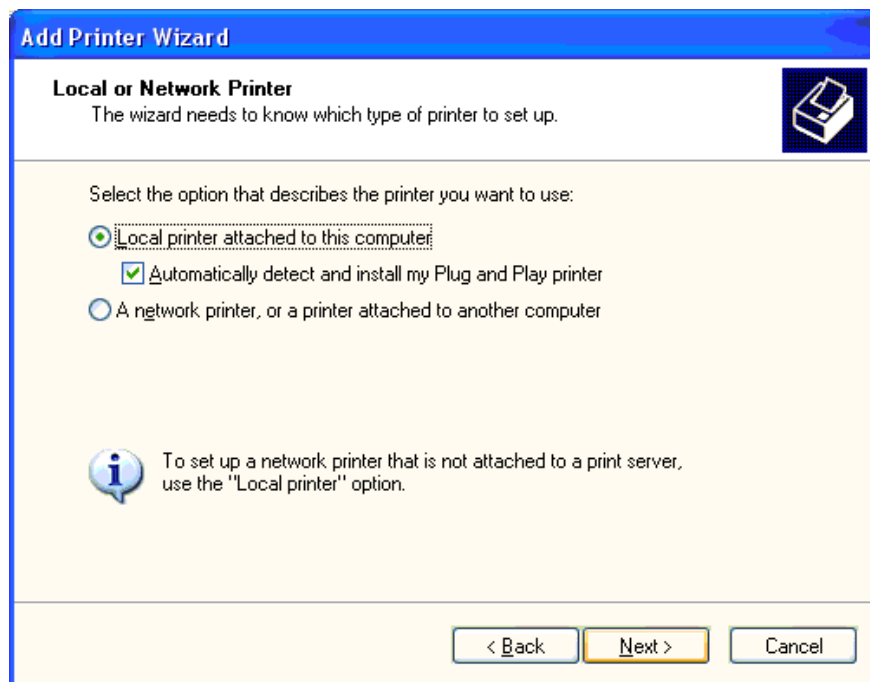 Add Printer Wizard
Local or Network Printer
The wizard needs to know which type of printer to set up.
Select the option that describes the printer you want to use:
Local printer attached to this computer
Automatically detect and install my Plug and Play printer
A network printer, or a printer attached to another computer
To set up a network printer that is not attached to a print server,
use the "Local printer" option.
< Back Next > Cancel